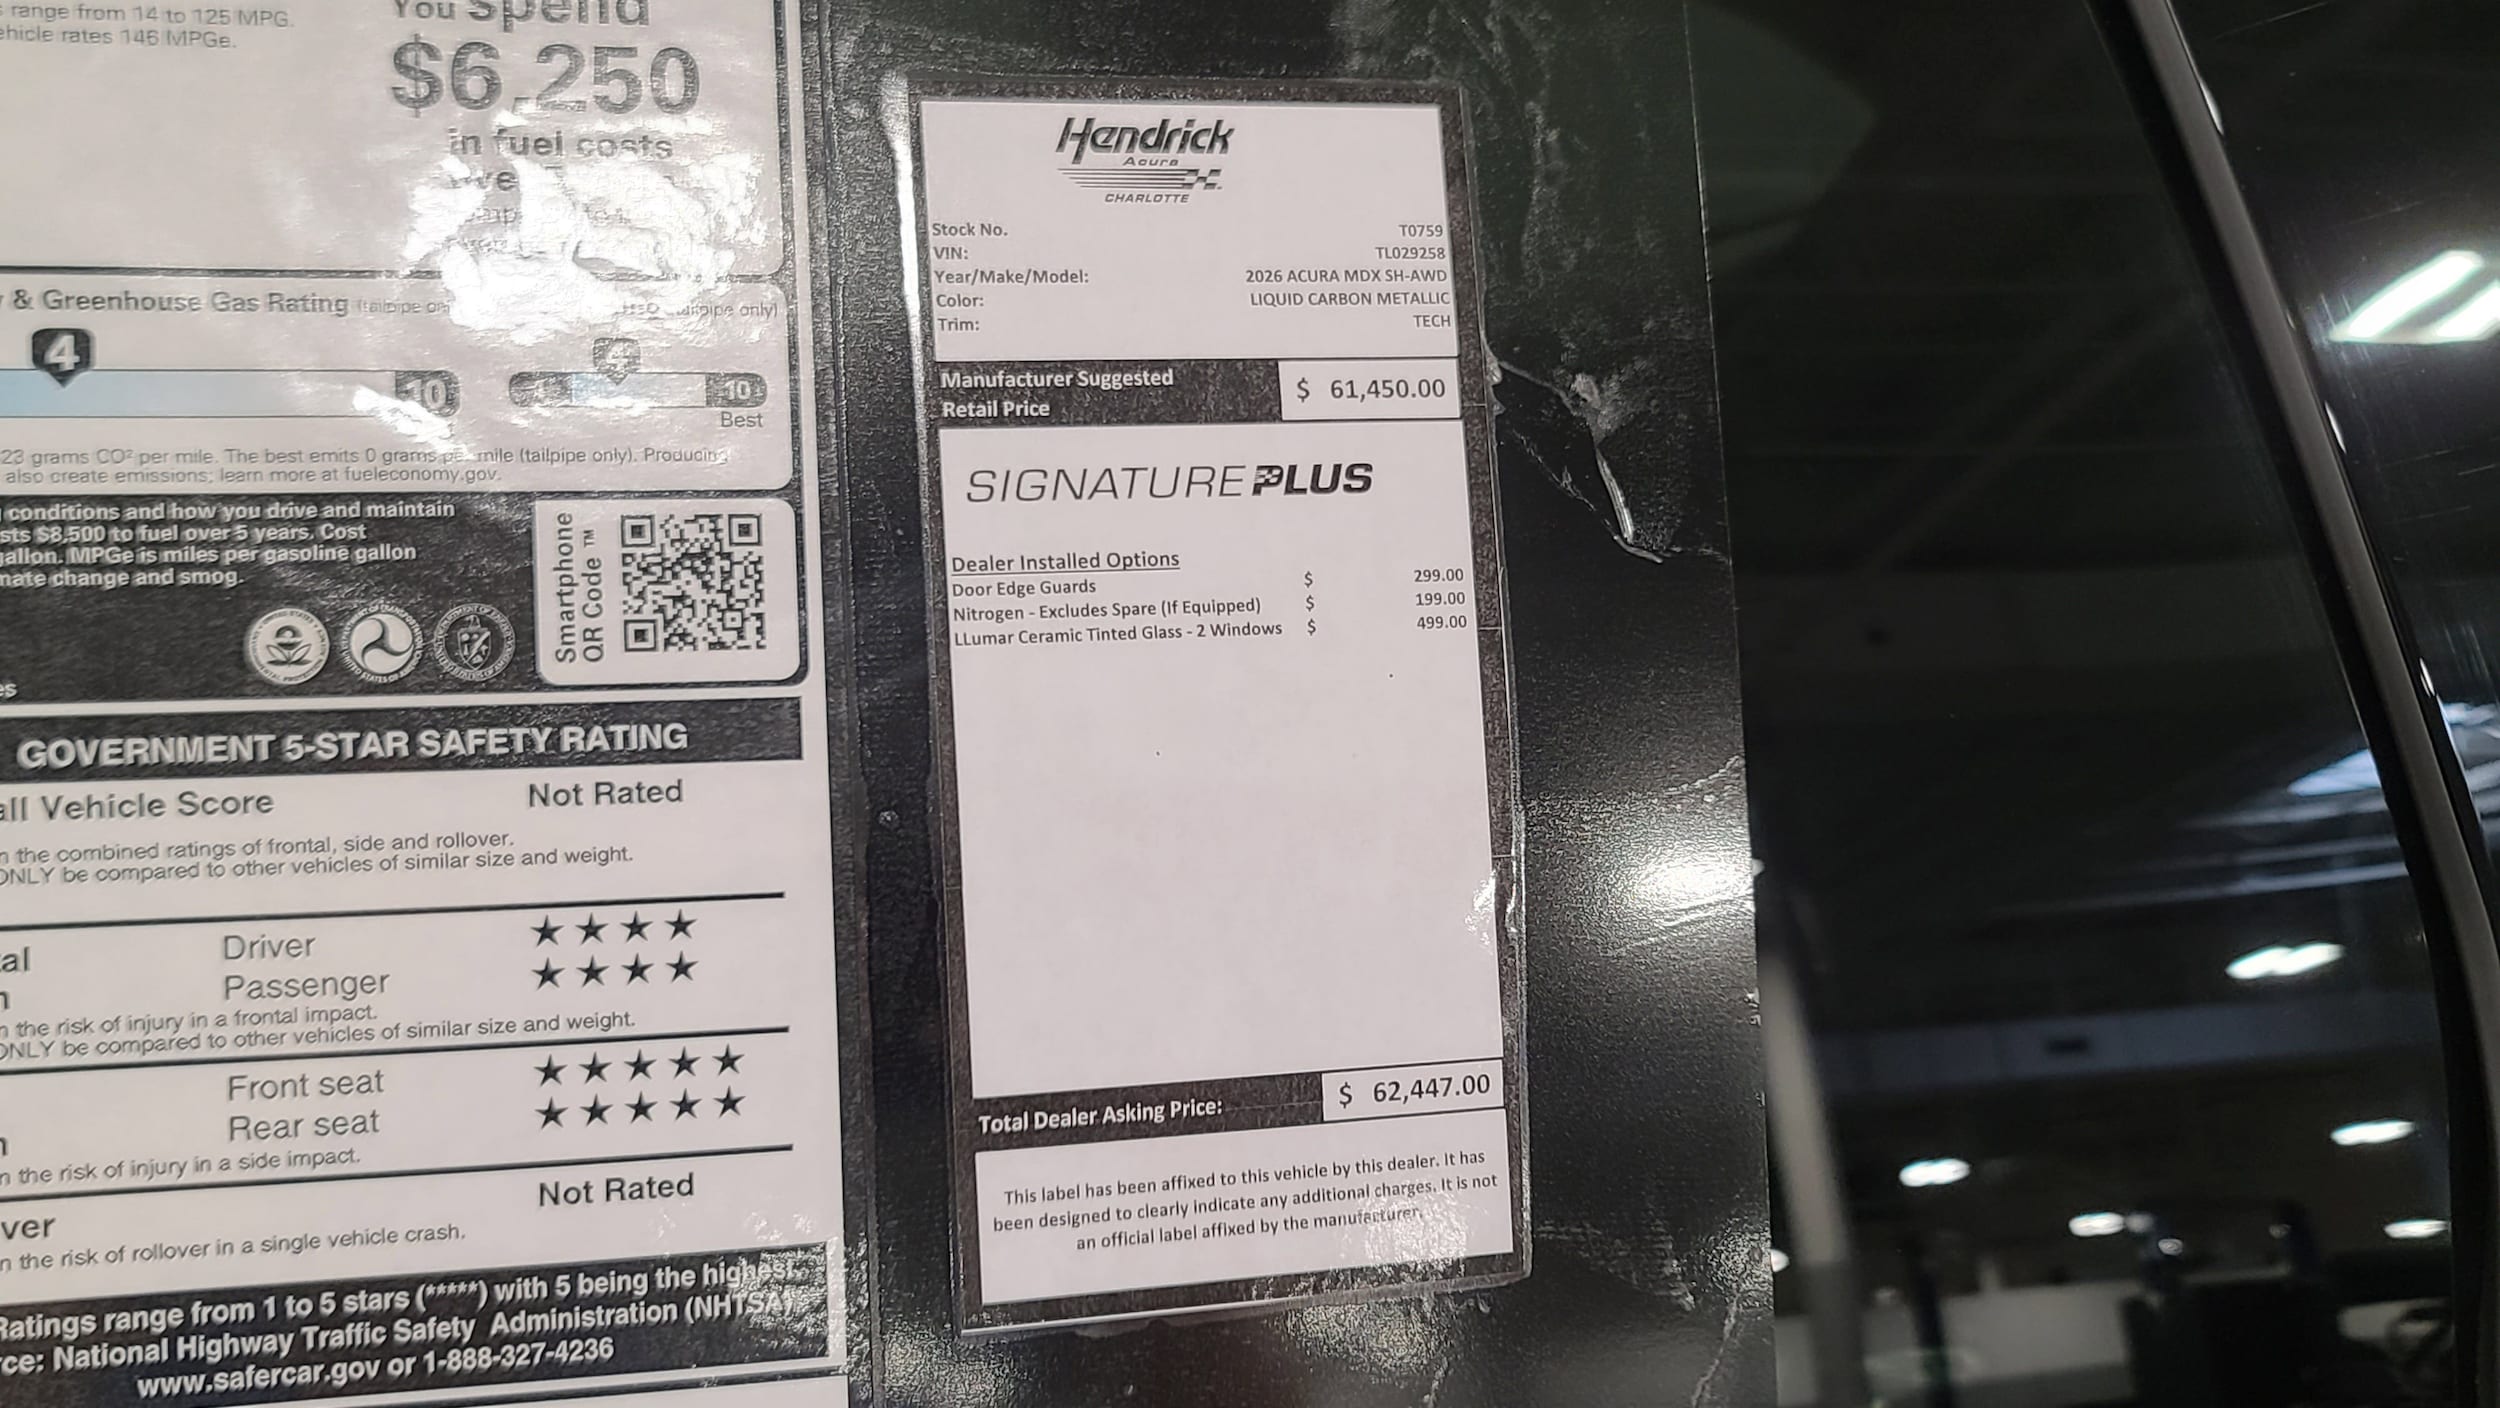 range from 14 to 125 MPG.
vehicle rates 146 MPGe.
You spend
$6,250
in fuel costs
& Greenhouse Gas Rating (tailpipe only)
(tailpipe only)
4
10
4
10
Best
23 grams CO² per mile. The best emits 0 grams per mile (tailpipe only). Producing
also create emissions; learn more at fueleconomy.gov.
conditions and how you drive and maintain
$8,500 to fuel over 5 years. Cost
gallon. MPGe is miles per gasoline gallon
change and smog.
Smartphone
QR Code ™
GOVERNMENT 5-STAR SAFETY RATING
Vehicle Score Not Rated
the combined ratings of frontal, side and rollover.
ONLY be compared to other vehicles of similar size and weight.
Driver ★★★★
Passenger ★★★★
the risk of injury in a frontal impact.
ONLY be compared to other vehicles of similar size and weight.
Front seat ★★★★★
Rear seat ★★★★★
the risk of injury in a side impact.
Not Rated
the risk of rollover in a single vehicle crash.
Ratings range from 1 to 5 stars (*****) with 5 being the highest.
National Highway Traffic Safety Administration (NHTSA)
www.safercar.gov or 1-888-327-4236
Hendrick
Acura
CHARLOTTE
Stock No. T0759
VIN: TL029258
Year/Make/Model: 2026 ACURA MDX SH-AWD
Color: LIQUID CARBON METALLIC
Trim: TECH
Manufacturer Suggested
Retail Price $ 61,450.00
SIGNATURE PLUS
Dealer Installed Options
Door Edge Guards $ 299.00
Nitrogen - Excludes Spare (If Equipped) $ 199.00
LLumar Ceramic Tinted Glass - 2 Windows $ 499.00
Total Dealer Asking Price: $ 62,447.00
This label has been affixed to this vehicle by this dealer. It has
been designed to clearly indicate any additional charges. It is not
an official label affixed by the manufacturer.